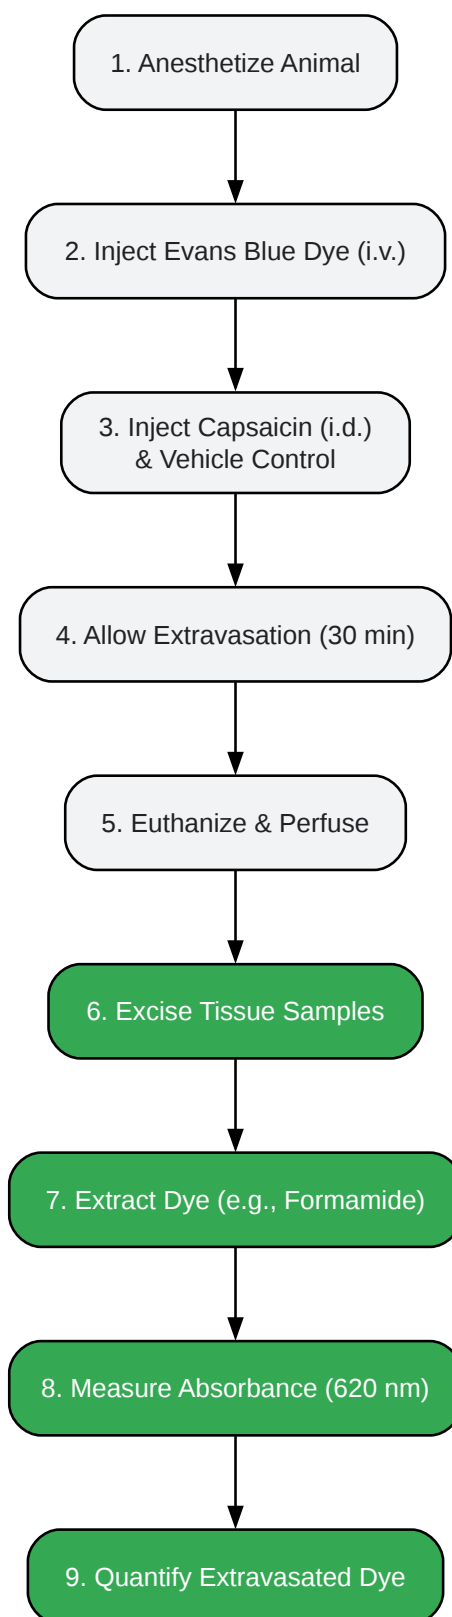 1. Anesthetize Animal
2. Inject Evans Blue Dye (i.v.)
3. Inject Capsaicin (i.d.)
& Vehicle Control
4. Allow Extravasation (30 min)
5. Euthanize & Perfuse
6. Excise Tissue Samples
7. Extract Dye (e.g., Formamide)
8. Measure Absorbance (620 nm)
9. Quantify Extravasated Dye